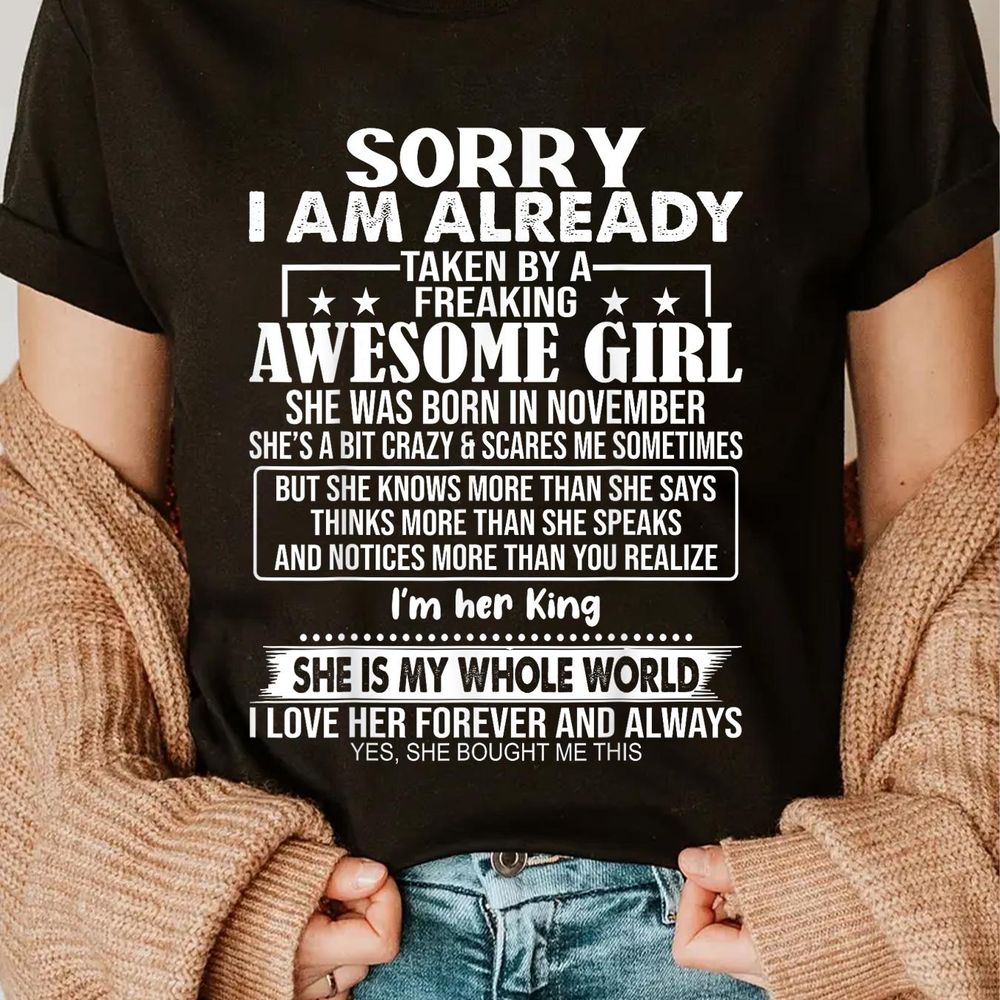 SORRY
I AM ALREADY
TAKEN BY A
FREAKING
AWESOME GIRL
SHE WAS BORN IN NOVEMBER
SHE'S A BIT CRAZY & SCARES ME SOMETIMES
BUT SHE KNOWS MORE THAN SHE SAYS
THINKS MORE THAN SHE SPEAKS
AND NOTICES MORE THAN YOU REALIZE
I'm her King
SHE IS MY WHOLE WORLD
I LOVE HER FOREVER AND ALWAYS
YES, SHE BOUGHT ME THIS